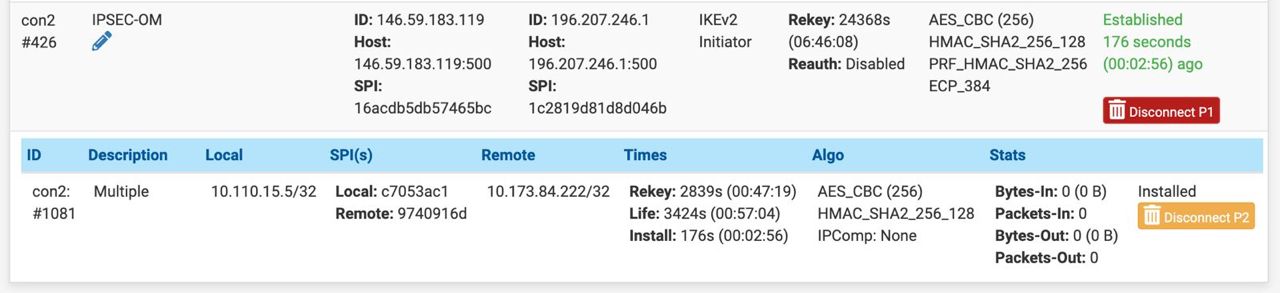 con2 IPSEC-OM ID: 146.59.183.119 ID: 196.207.246.1 IKEv2 Rekey: 24368s AES_CBC (256) Established
#426 Host: Host: Initiator (06:46:08) HMAC_SHA2_256_128 176 seconds
146.59.183.119:500 196.207.246.1:500 Reauth: Disabled PRF_HMAC_SHA2_256 (00:02:56) ago
SPI: SPI: ECP_384
16acdb5db57465bc 1c2819d81d8d046b
Disconnect P1
ID Description Local SPI(s) Remote Times Algo Stats
con2: Multiple 10.110.15.5/32 Local: c7053ac1 10.173.84.222/32 Rekey: 2839s (00:47:19) AES_CBC (256) Bytes-In: 0 (0 B) Installed
#1081 Remote: 9740916d Life: 3424s (00:57:04) HMAC_SHA2_256_128 Packets-In: 0 Disconnect P2
Install: 176s (00:02:56) IPComp: None Bytes-Out: 0 (0 B)
Packets-Out: 0